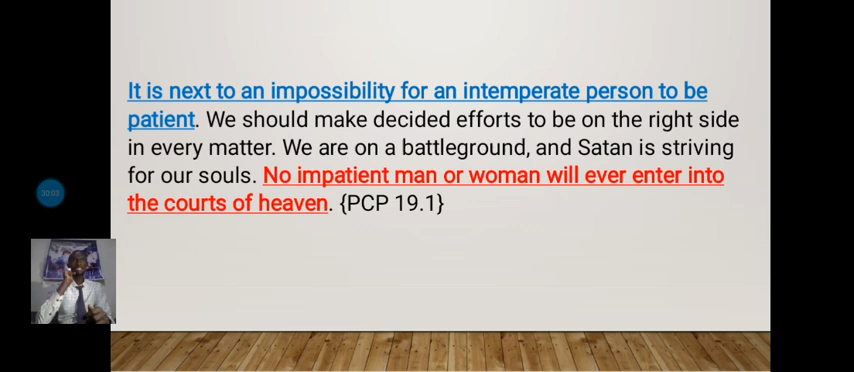 It is next to an impossibility for an intemperate person to be
patient. We should make decided efforts to be on the right side
in every matter. We are on a battleground, and Satan is striving
for our souls. No impatient man or woman will ever enter into
the courts of heaven. {PCP 19.1}
30:03